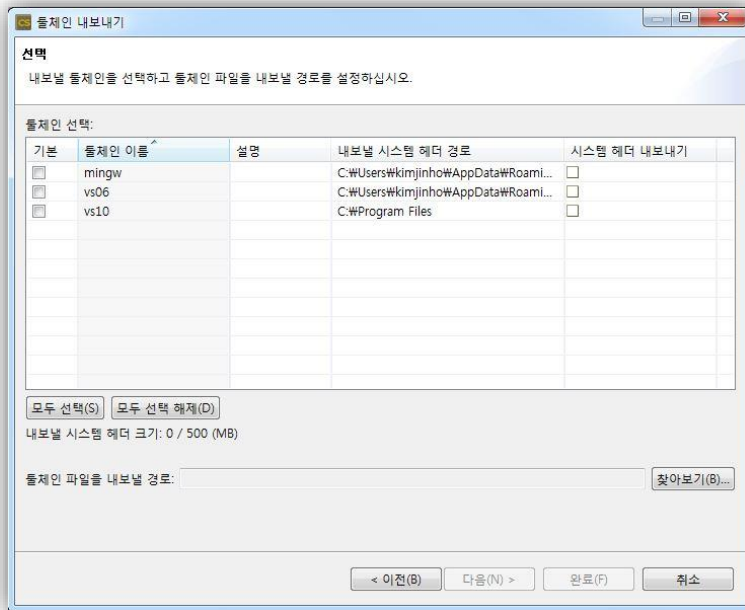 툴체인 내보내기
선택
내보낼 툴체인을 선택하고 툴체인 파일을 내보낼 경로를 설정하십시오.
툴체인 선택:
기본 툴체인 이름 설명 내보낼 시스템 헤더 경로 시스템 헤더 내보내기
mingw C:₩Users₩kimjinho₩AppData₩Roami...
vs06 C:₩Users₩kimjinho₩AppData₩Roami...
vs10 C:₩Program Files
모두 선택(S) 모두 선택 해제(D)
내보낼 시스템 헤더 크기: 0 / 500 (MB)
툴체인 파일을 내보낼 경로: 찾아보기(B)...
< 이전(B) 다음(N) > 완료(F) 취소